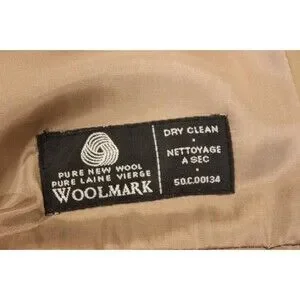 PURE NEW WOOL
PURE LAINE VIERGE
WOOLMARK
DRY CLEAN
•
NETTOYAGE
A SEC
•
50.C.00134